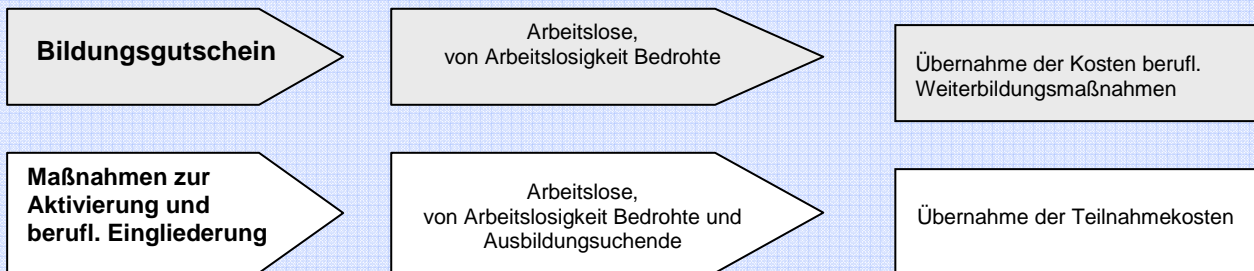 Bildungsgutschein
Arbeitslose,
von Arbeitslosigkeit Bedrohte
Übernahme der Kosten berufl.
Weiterbildungsmaßnahmen
Maßnahmen zur
Aktivierung und
berufl. Eingliederung
Arbeitslose,
von Arbeitslosigkeit Bedrohte und
Ausbildungsuchende
Übernahme der Teilnahmekosten